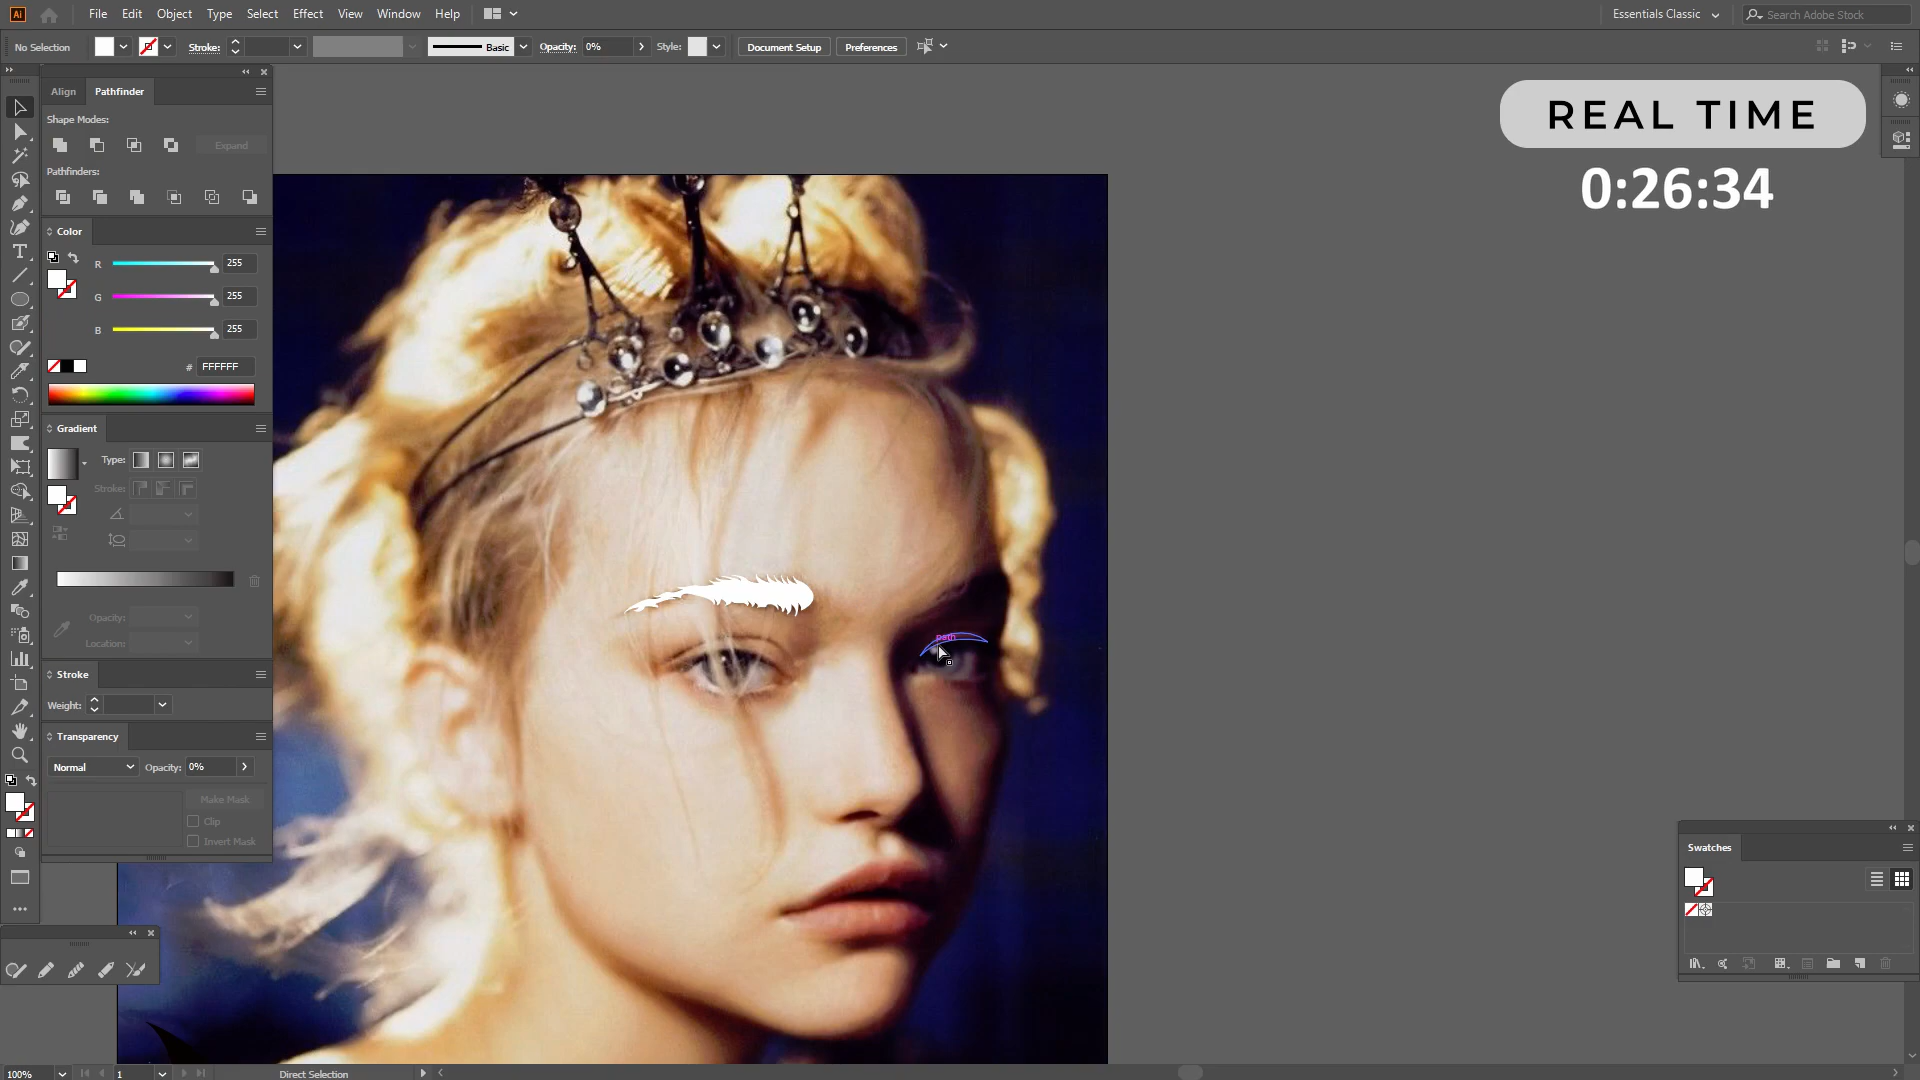 Ai File Edit Object Type Select Effect View Window Help Essentials Classic Search Adobe Stock
No Selection Stroke: Basic Opacity: 0% Style: Document Setup Preferences
Align Pathfinder
Shape Modes:
Expand
Pathfinders:
Color
R 255
G 255
B 255
# FFFFFF
Gradient
Type:
Stroke:
Opacity:
Location:
Stroke
Weight:
Transparency
Normal Opacity: 0%
Make Mask
Clip
Invert Mask
REAL TIME
0:26:34
path
Swatches
100% 1 Direct Selection